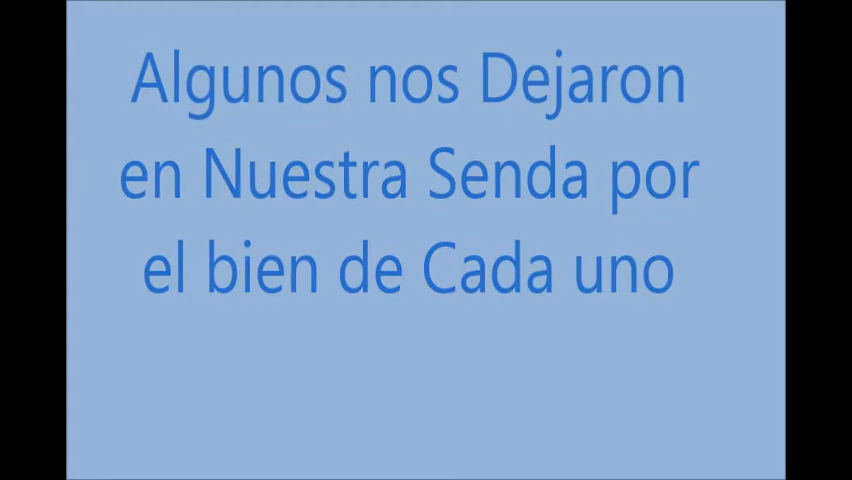 Algunos nos Dejaron
en Nuestra Senda por
el bien de Cada uno